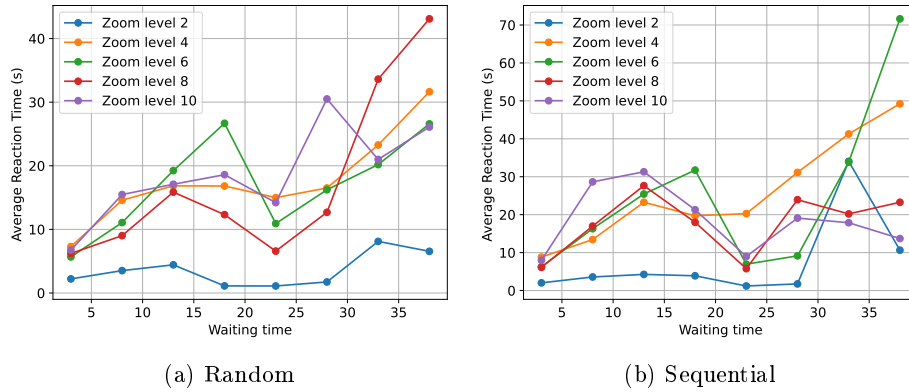 Zoom level 2
Zoom level 4
Zoom level 6
Zoom level 8
Zoom level 10
Average Reaction Time (s)
40
30
20
10
0
5 10 15 20 25 30 35
Waiting time
(a) Random
Zoom level 2
Zoom level 4
Zoom level 6
Zoom level 8
Zoom level 10
Average Reaction Time (s)
70
60
50
40
30
20
10
0
5 10 15 20 25 30 35
Waiting time
(b) Sequential